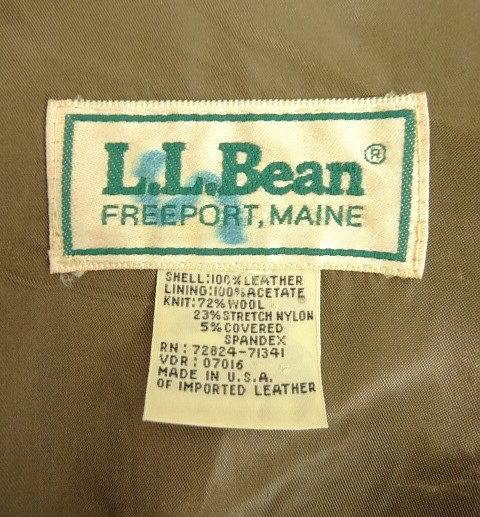 L.L.Bean®
FREEPORT, MAINE
SHELL:100%LEATHER
LINING:100%ACETATE
KNIT:72%WOOL
23%STRETCH NYLON
5%COVERED
SPANDEX
RN:72824-71341
VDR:07016
MADE IN U.S.A.
OF IMPORTED LEATHER